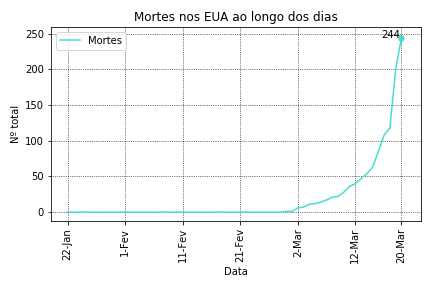 Mortes nos EUA ao longo dos dias
Mortes
244
250
200
150
100
50
0
Nº total
22-Jan
1-Fev
11-Fev
21-Fev
2-Mar
12-Mar
20-Mar
Data